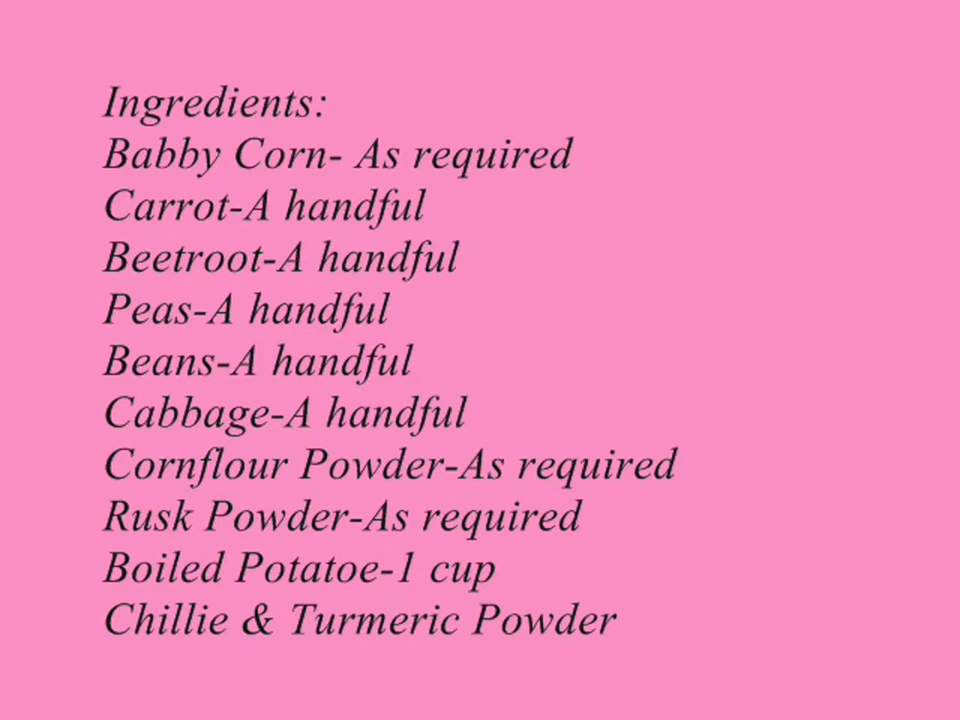 Ingredients:
Babby Corn- As required
Carrot-A handful
Beetroot-A handful
Peas-A handful
Beans-A handful
Cabbage-A handful
Cornflour Powder-As required
Rusk Powder-As required
Boiled Potatoe-1 cup
Chillie & Turmeric Powder